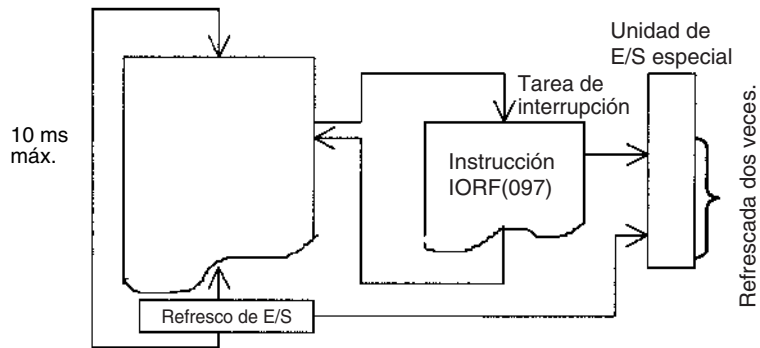 Unidad de
E/S especial
Tarea de
interrupción
10 ms
máx.
Instrucción
IORF(097)
Refrescada dos veces.
Refresco de E/S